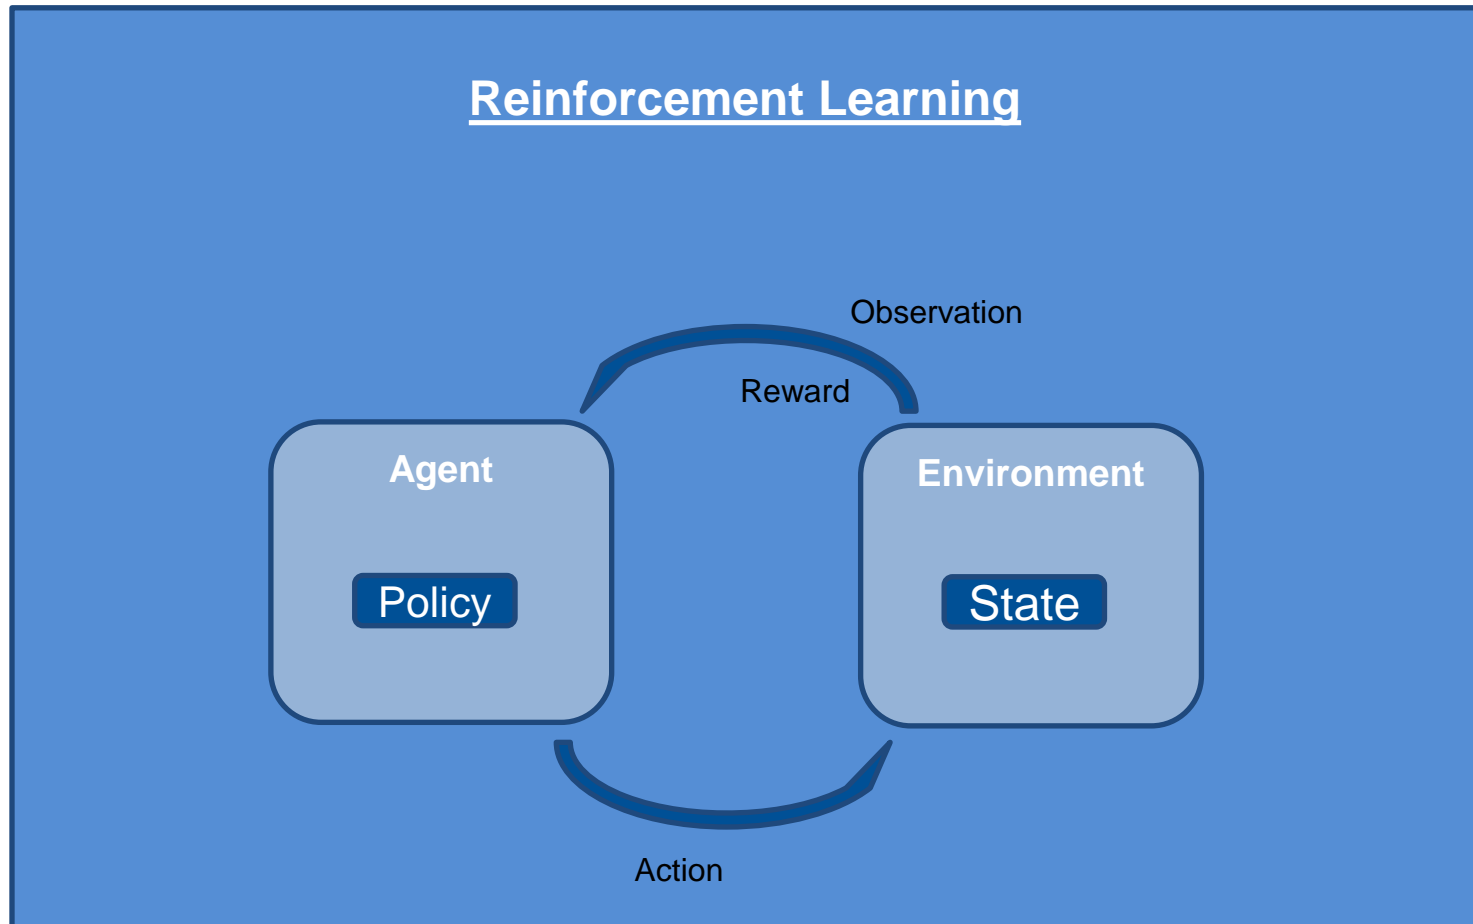 Reinforcement Learning
Observation
Reward
Agent
Environment
Policy
State
Action